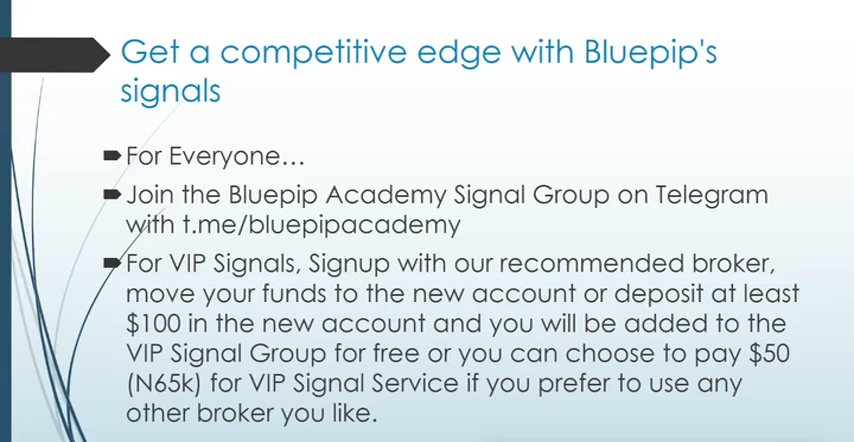 Get a competitive edge with Bluepip's
signals
For Everyone…
Join the Bluepip Academy Signal Group on Telegram
with t.me/bluepipacademy
For VIP Signals, Signup with our recommended broker,
move your funds to the new account or deposit at least
$100 in the new account and you will be added to the
VIP Signal Group for free or you can choose to pay $50
(N65k) for VIP Signal Service if you prefer to use any
other broker you like.